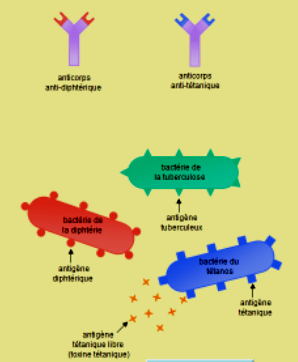 anticorps
anti-diphtérique
anticorps
anti-tétanique
bactérie de
la tuberculose
antigène
tuberculeux
bactérie de
la diphtérie
antigène
diphtérique
bactérie du
tétanos
antigène
tétanique
antigène
tétanique libre
(toxine tétanique)